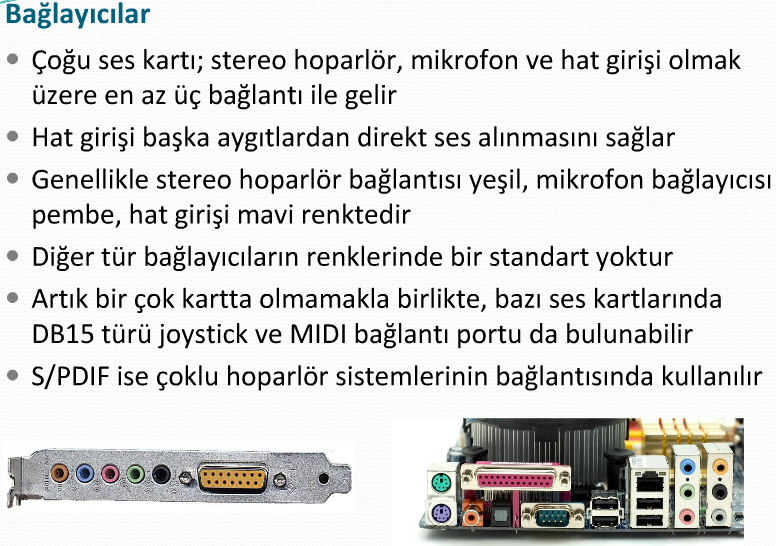 Bağlayıcılar
Çoğu ses kartı; stereo hoparlör, mikrofon ve hat girişi olmak
üzere en az üç bağlantı ile gelir
Hat girişi başka aygıtlardan direkt ses alınmasını sağlar
Genellikle stereo hoparlör bağlantısı yeşil, mikrofon bağlayıcısı
pembe, hat girişi mavi renktedir
Diğer tür bağlayıcıların renklerinde bir standart yoktur
Artık bir çok kartta olmamakla birlikte, bazı ses kartlarında
DB15 türü joystick ve MIDI bağlantı portu da bulunabilir
S/PDIF ise çoklu hoparlör sistemlerinin bağlantısında kullanılır